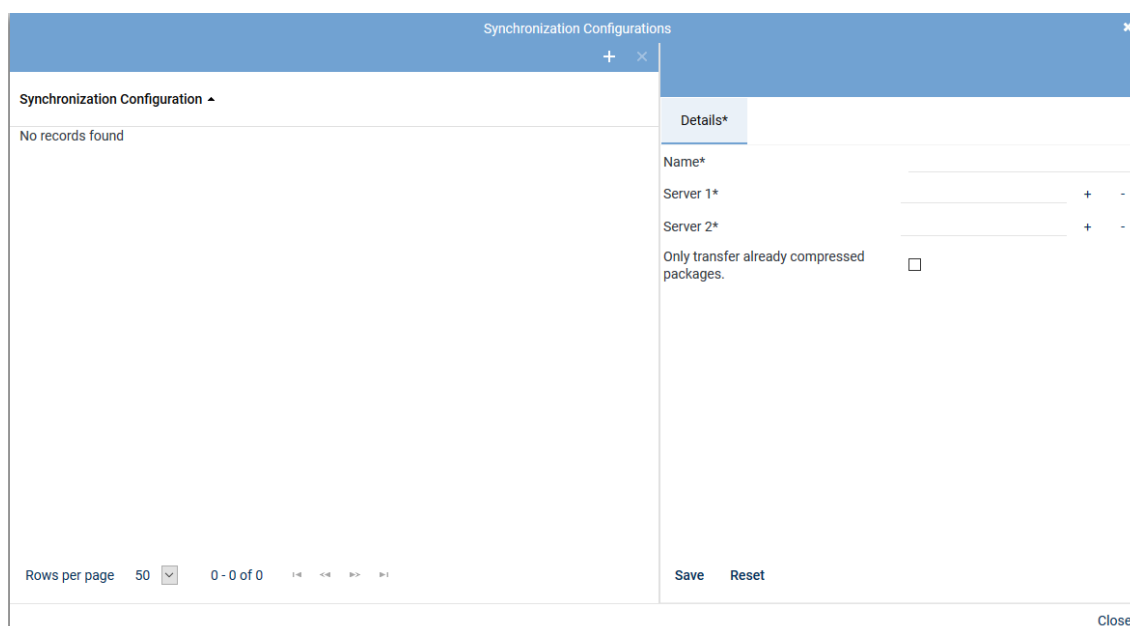 Synchronization Configurations
Synchronization Configuration
No records found
Rows per page 50 0 - 0 of 0
Details*
Name*
Server 1* + -
Server 2* + -
Only transfer already compressed
packages.
Save Reset
Close